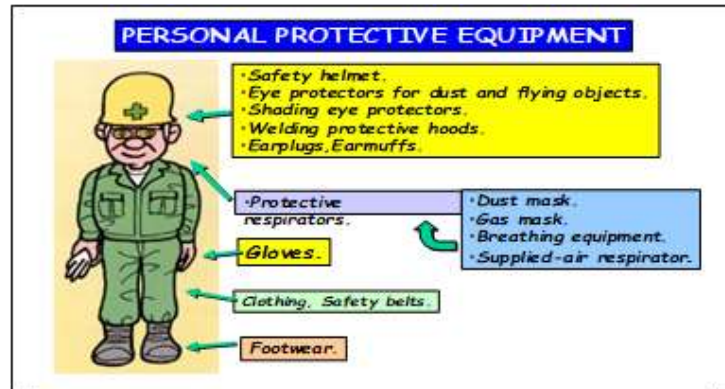 PERSONAL PROTECTIVE EQUIPMENT
•Safety helmet.
•Eye protectors for dust and flying objects.
•Shading eye protectors.
•Welding protective hoods.
•Earplugs,Earmuffs.
•Protective
respirators.
•Dust mask.
•Gas mask.
•Breathing equipment.
•Supplied-air respirator.
Gloves.
Clothing, Safety belts.
Footwear.